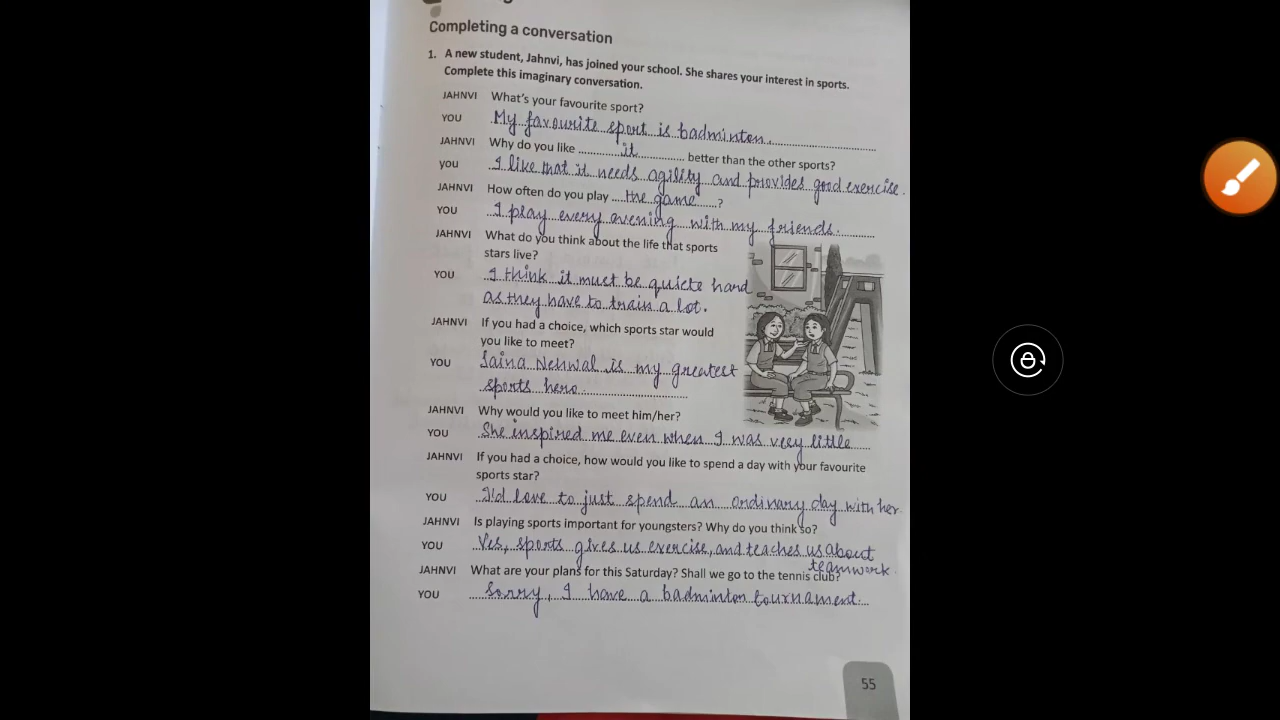 Completing a conversation
1. A new student, Jahnvi, has joined your school. She shares your interest in sports.
Complete this imaginary conversation.
JAHNVI What's your favourite sport?
YOU My favourite sport is badminton.
JAHNVI Why do you like it better than the other sports?
YOU I like that it needs agility and provides good exercise.
JAHNVI How often do you play the game?
YOU I play every evening with my friends.
JAHNVI What do you think about the life that sports
stars live?
YOU I think it must be quiete hard
as they have to train a lot.
JAHNVI If you had a choice, which sports star would
you like to meet?
YOU Saina Nehwal is my greatest
sports hero.
JAHNVI Why would you like to meet him/her?
YOU She inspired me even when I was very little
JAHNVI If you had a choice, how would you like to spend a day with your favourite
sports star?
YOU I'd love to just spend an ordinary day with her.
JAHNVI Is playing sports important for youngsters? Why do you think so?
YOU Yes, sports gives us exercise, and teaches us about
teamwork.
JAHNVI What are your plans for this Saturday? Shall we go to the tennis club?
YOU Sorry, I have a badminton tournament.
55